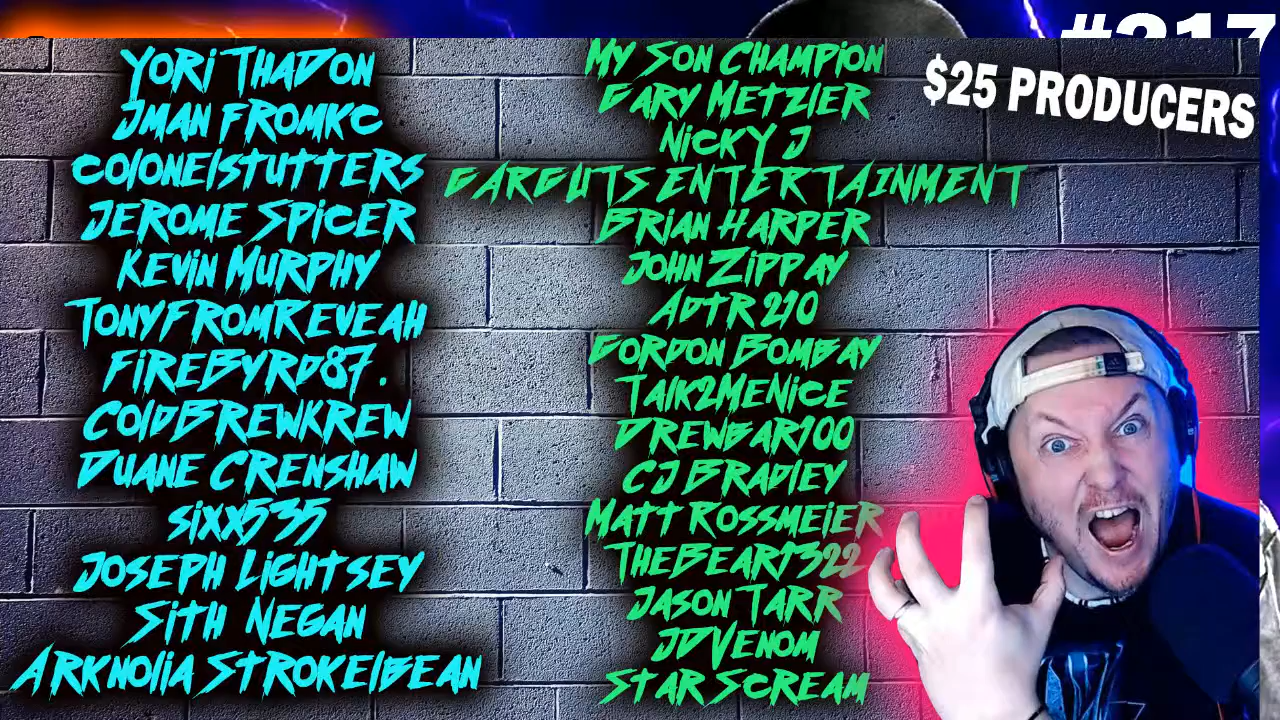 #217
$25 PRODUCERS
Yori Thadon
Jman fromKC
colonelstutters
Jerome Spicer
Kevin Murphy
TonyFromReveah
FireByrd87.
ColdBrewKrew
Duane Crenshaw
sixx535
Joseph Lightsey
Sith Negan
Arknolia Strokelbean
My Son Champion
Gary Metzler
Nicky J
GARGUTS ENTERTAINMENT
Brian Harper
John Zippay
ADTR210
Gordon Bombay
Talk2MeNice
Drewbar100
CJ Bradley
Matt Rossmeier
TheBear1322
Jason Tarr
JDVenom
Star Scream